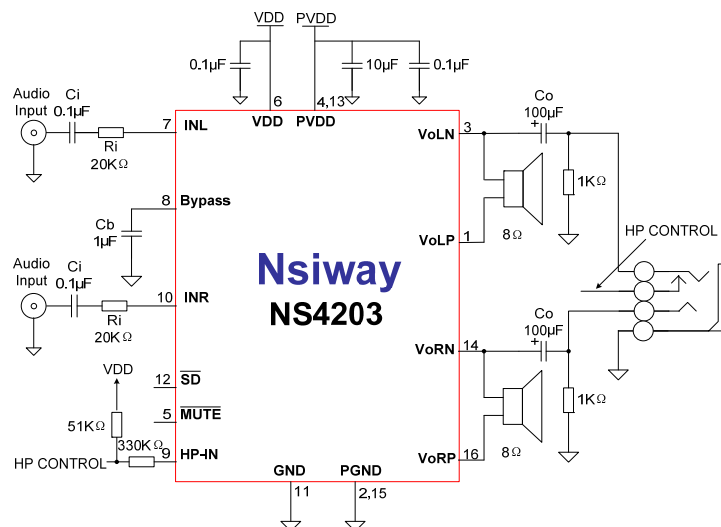 VDD PVDD
0.1µF 10µF 0.1µF
6 4,13
VDD PVDD
Audio
Input
Ci
0.1µF
Ri
20KΩ
7 INL
8 Bypass
Cb
1µF
Audio
Input
Ci
0.1µF
Ri
20KΩ
10 INR
VDD
12 SD
5 MUTE
51KΩ
330KΩ
HP CONTROL
9 HP-IN
Nsiway
NS4203
GND PGND
11 2,15
VoLN 3
Co
100µF
+
1KΩ
VoLP 1
8Ω
HP CONTROL
VoRN 14
Co
100µF
+
1KΩ
VoRP 16
8Ω